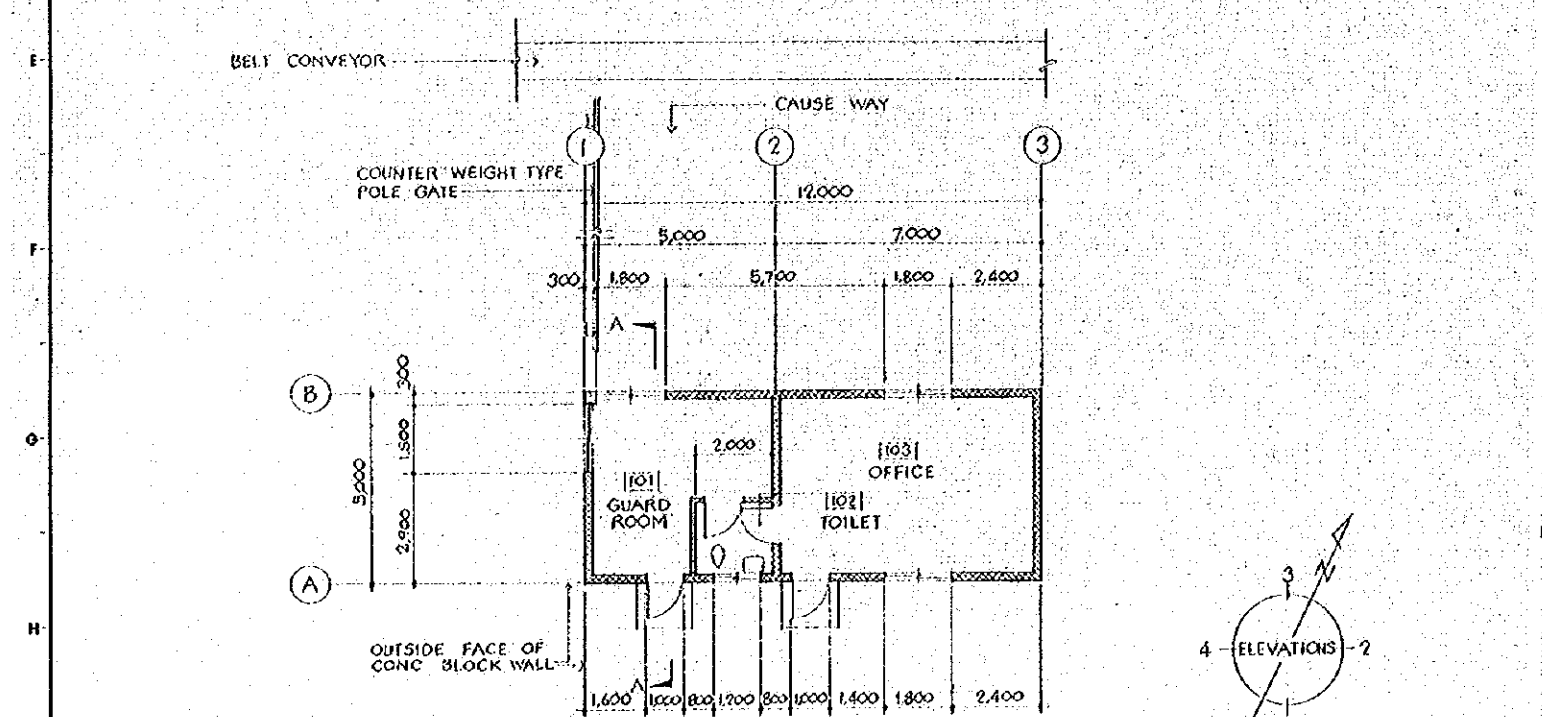 E
BELT CONVEYOR
CAUSE WAY
1
2
3
COUNTER WEIGHT TYPE
POLE GATE
12,000
F
5,000
7,000
300
1,800
5,700
1,800
2,400
A
B
300
G
1,800
5,000
2,900
2,000
103
OFFICE
101
GUARD
ROOM
102
TOILET
A
3
N
H
4 ELEVATIONS 2
OUTSIDE FACE OF
CONC BLOCK WALL
A
1,600
1,000
800
1,200
800
1,000
1,400
1,800
2,400